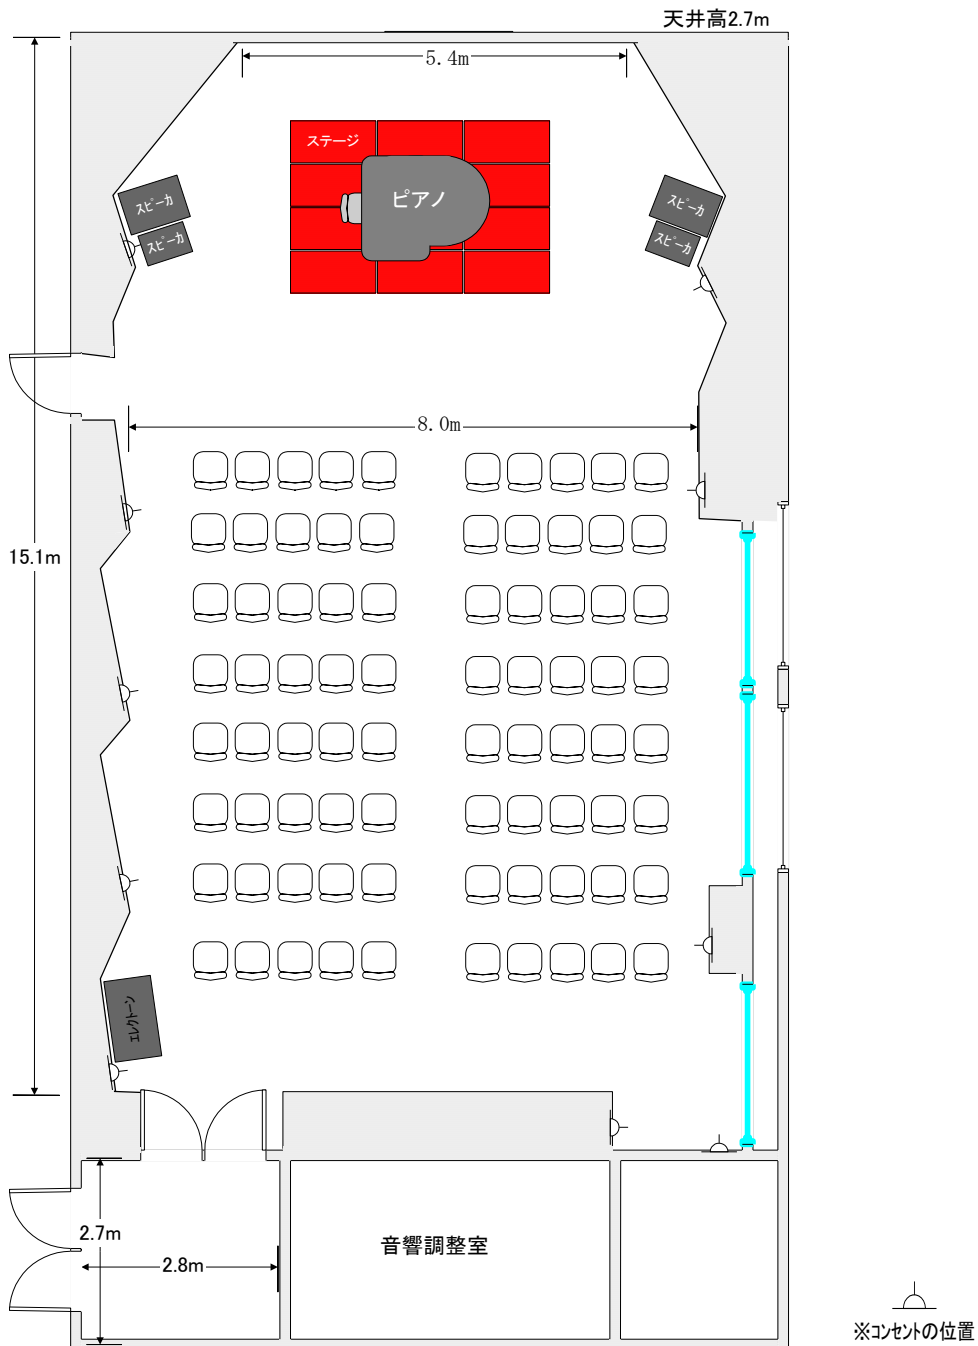 天井高2.7m
5.4m
ステージ
ピアノ
スピーカ
スピーカ
スピーカ
スピーカ
8.0m
15.1m
エレクトーン
2.7m
2.8m
音響調整室
※コンセントの位置